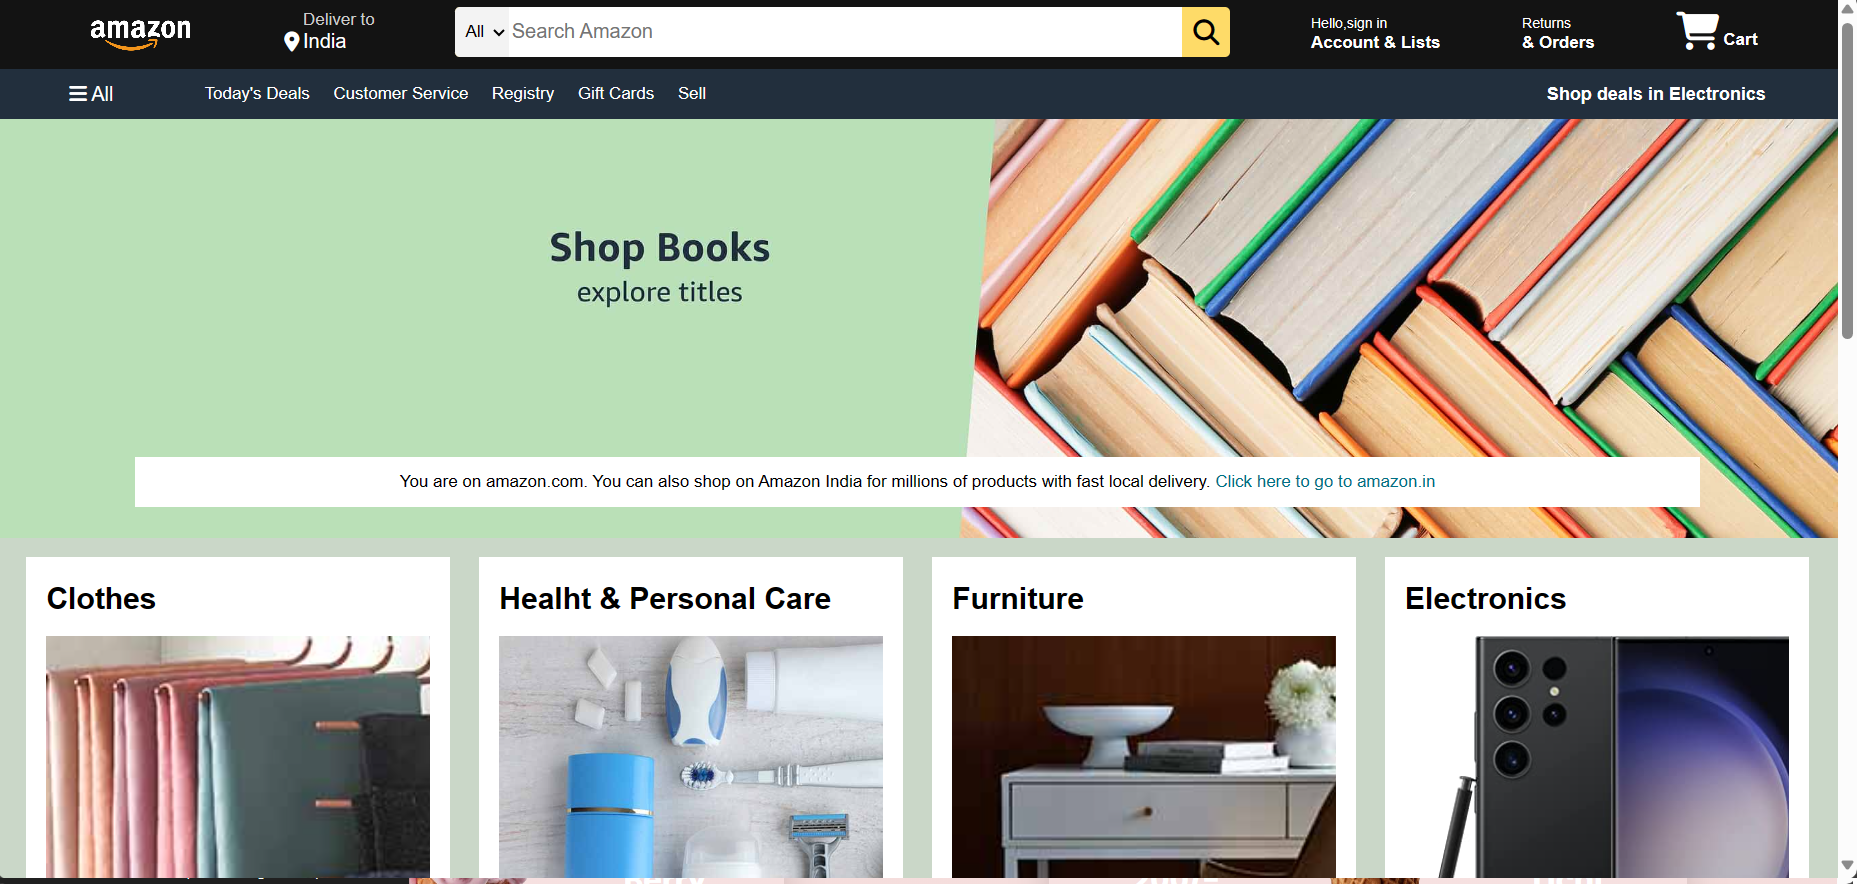 amazon
Deliver to
India
All
Search Amazon
Hello,sign in
Account & Lists
Returns
& Orders
Cart
All
Today's Deals
Customer Service
Registry
Gift Cards
Sell
Shop deals in Electronics
Shop Books
explore titles
You are on amazon.com. You can also shop on Amazon India for millions of products with fast local delivery. Click here to go to amazon.in
Clothes
Healht & Personal Care
Furniture
Electronics